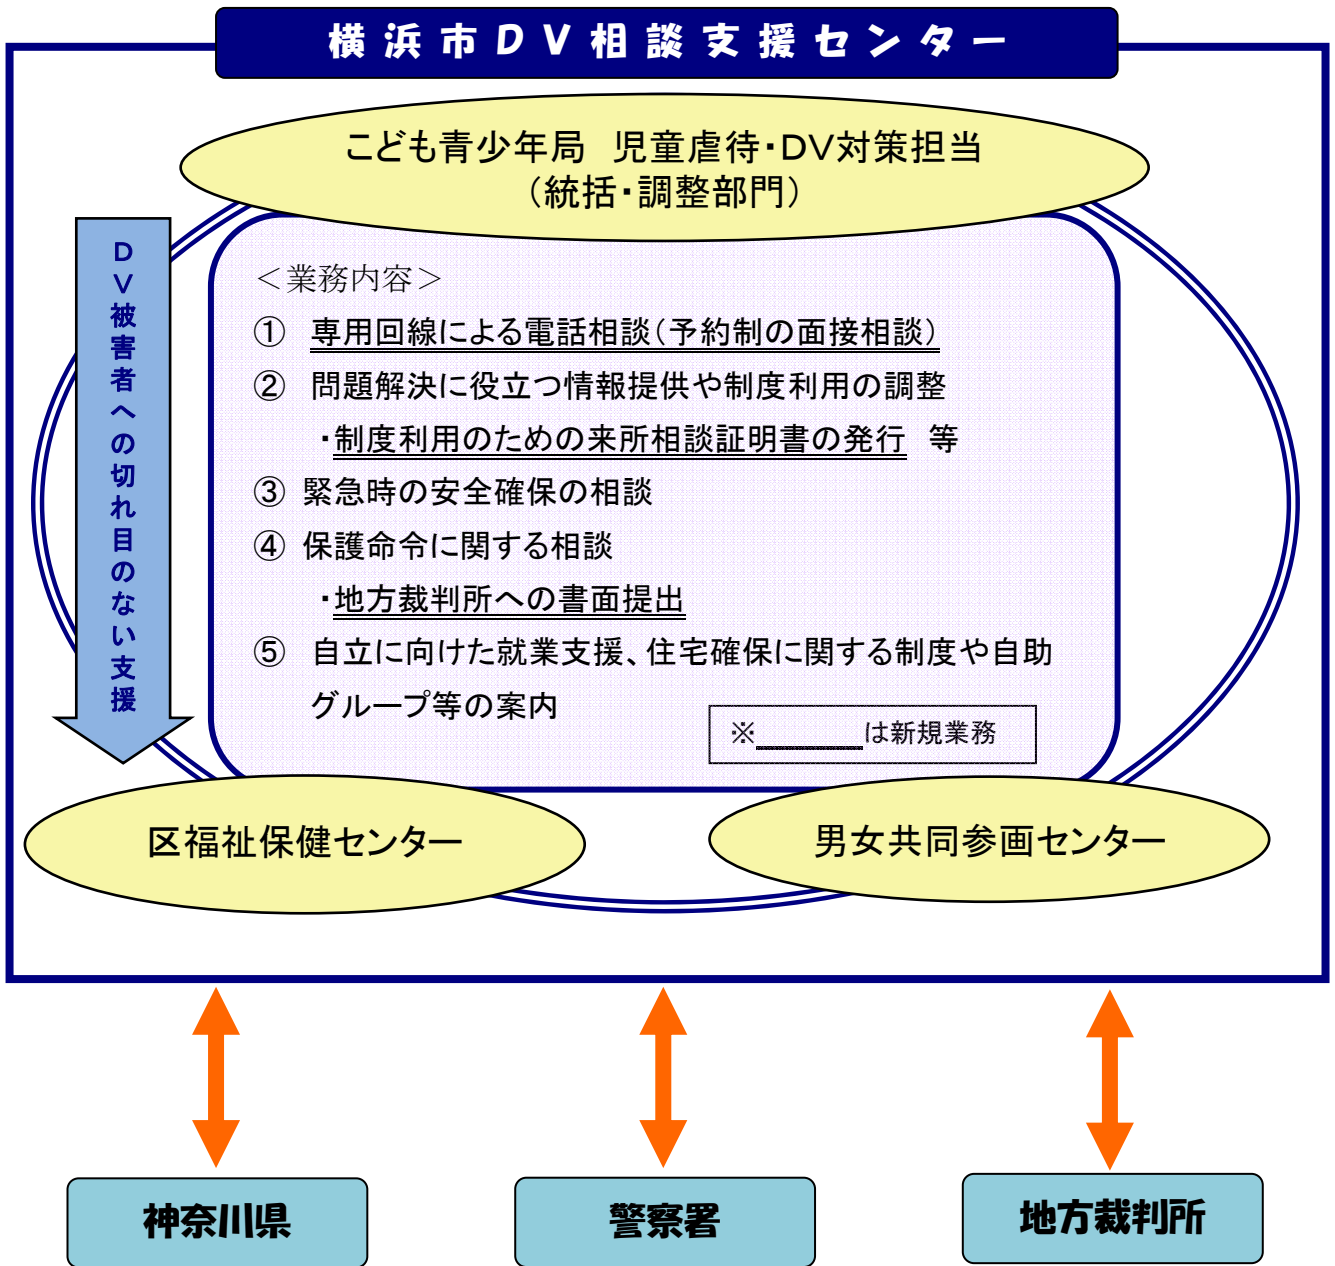 横浜市DV相談支援センター
こども青少年局　児童虐待・DV対策担当
（統括・調整部門）
DV被害者への切れ目のない支援
＜業務内容＞
①　専用回線による電話相談（予約制の面接相談）
②　問題解決に役立つ情報提供や制度利用の調整
・制度利用のための来所相談証明書の発行　等
③ 緊急時の安全確保の相談
④ 保護命令に関する相談
・地方裁判所への書面提出
⑤　自立に向けた就業支援、住宅確保に関する制度や自助
グループ等の案内
※______は新規業務
区福祉保健センター
男女共同参画センター
神奈川県
警察署
地方裁判所